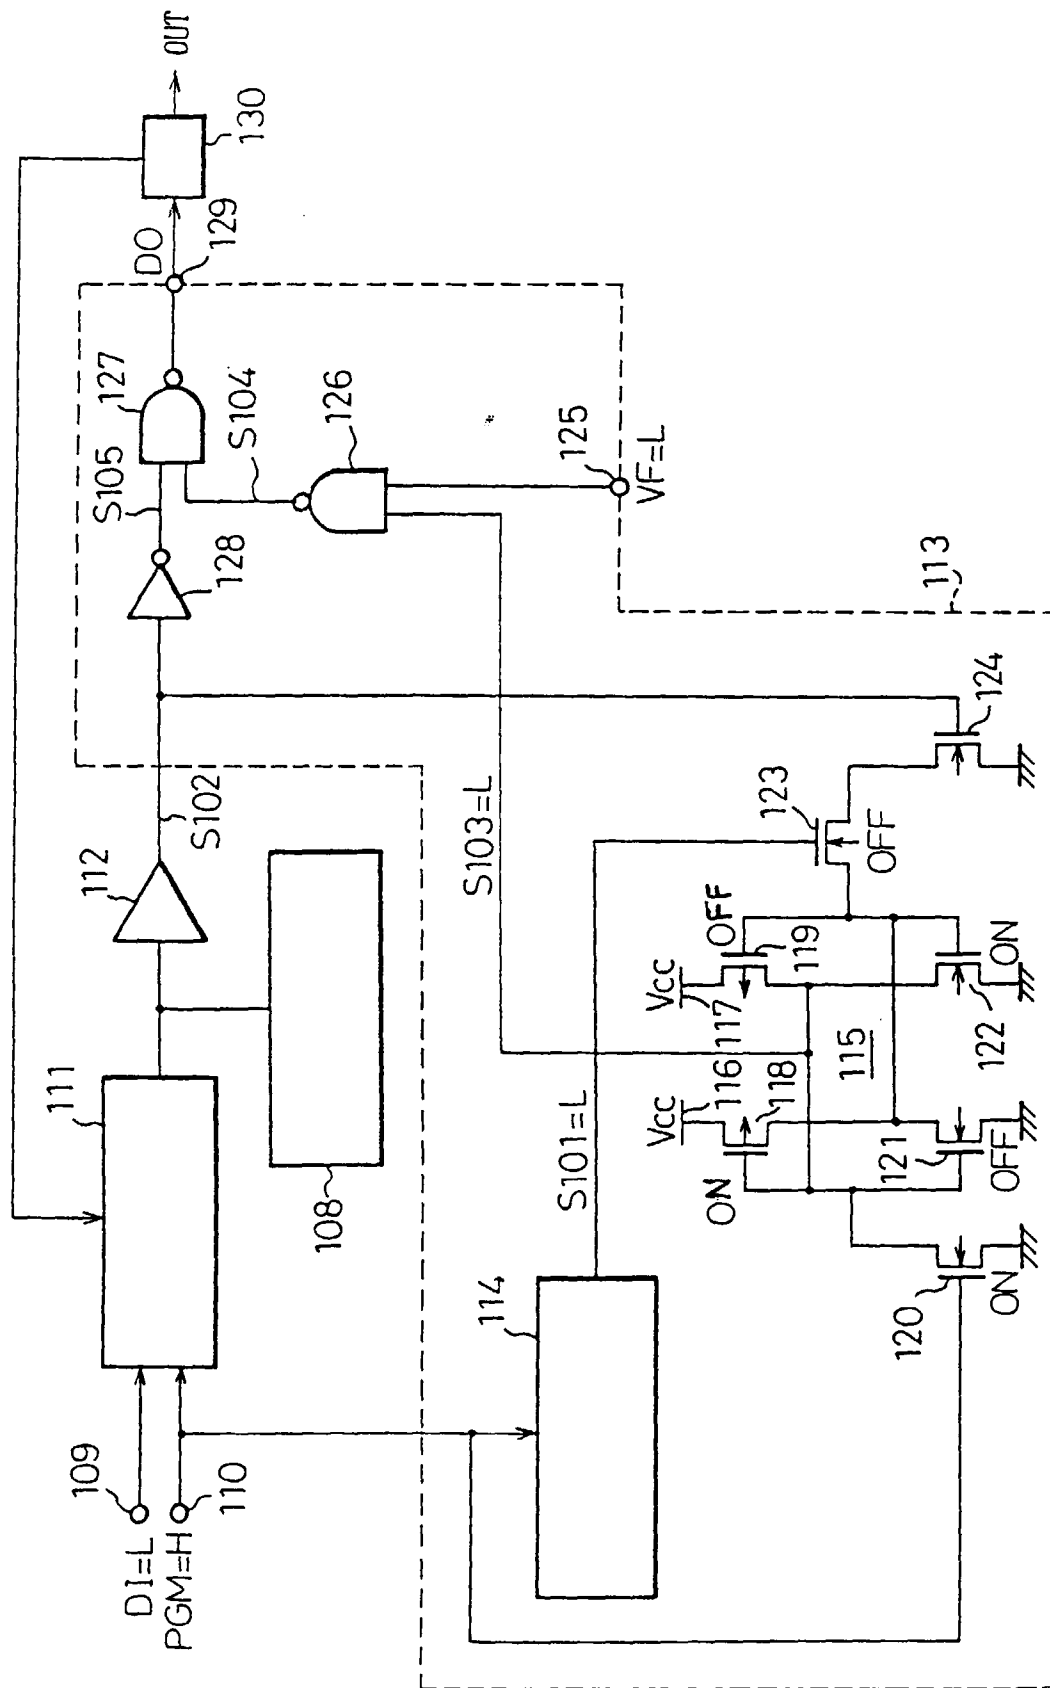 DI=L
109
PGM=H
110
111
112
S102
108
S105
128
127
S104
126
DO
129
130
OUT
125
VF=L
113
114
S101=L
S103=L
Vcc
116
118
ON
Vcc
117
OFF
119
115
123
OFF
124
120
ON
121
OFF
122
ON